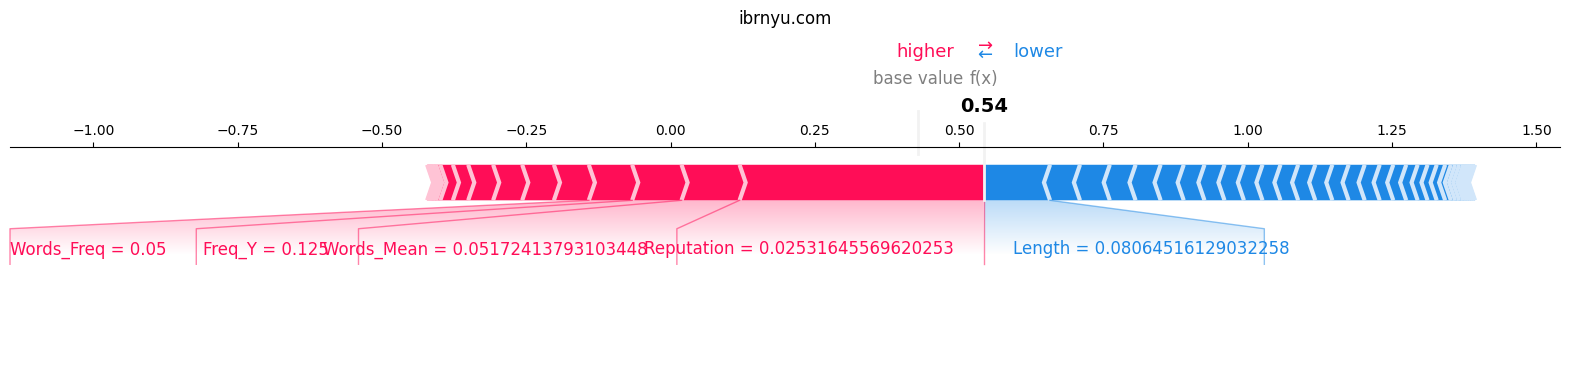 ibrnyu.com
higher ⇄ lower
base value f(x)
0.54
−1.00 −0.75 −0.50 −0.25 0.00 0.25 0.50 0.75 1.00 1.25 1.50
Words_Freq = 0.05 Freq_Y = 0.125 Words_Mean = 0.05172413793103448 Reputation = 0.02531645569620253 Length = 0.08064516129032258